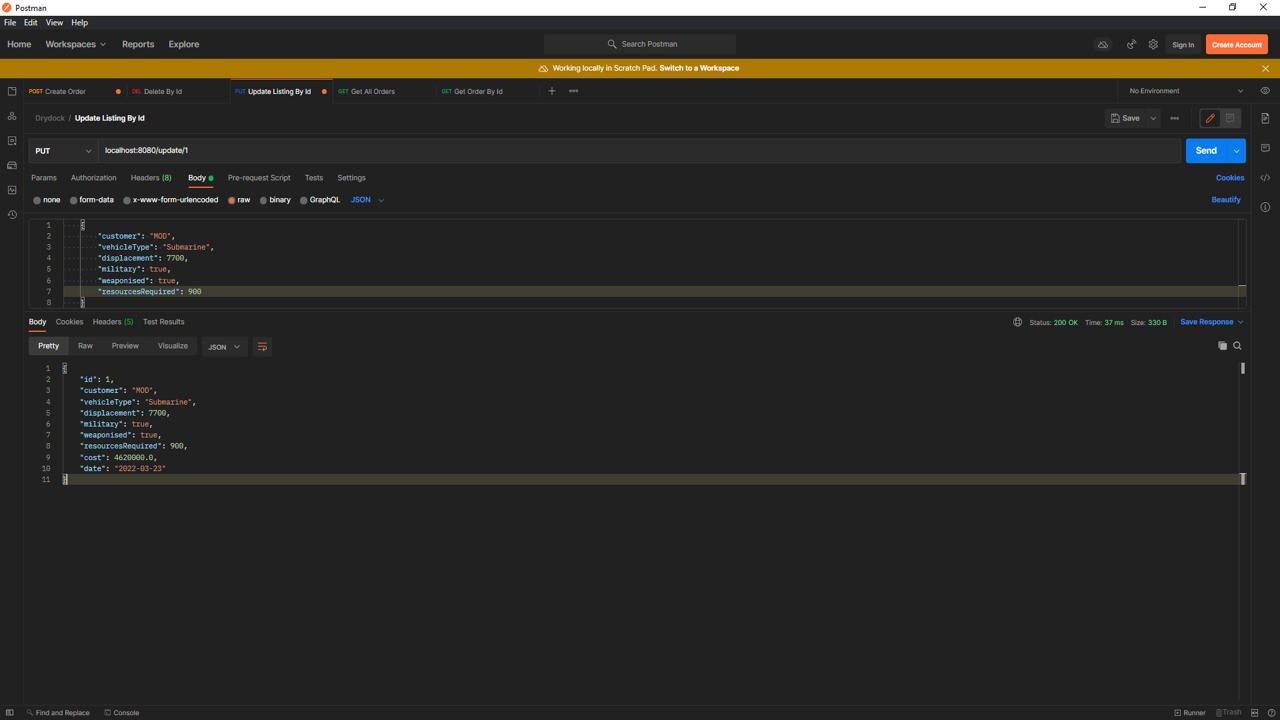 Postman
File Edit View Help
Home Workspaces Reports Explore Search Postman Sign In Create Account
Working locally in Scratch Pad. Switch to a Workspace
POST Create Order DEL Delete By Id PUT Update Listing By Id GET Get All Orders GET Get Order By Id No Environment
Drydock / Update Listing By Id Save
PUT localhost:8080/update/1 Send
Params Authorization Headers (8) Body Pre-request Script Tests Settings Cookies
none form-data x-www-form-urlencoded raw binary GraphQL JSON Beautify
1 {
2 "customer": "MOD",
3 "vehicleType": "Submarine",
4 "displacement": 7700,
5 "military": true,
6 "weaponised": true,
7 "resourcesRequired": 900
8 }
Body Cookies Headers (5) Test Results Status: 200 OK Time: 37 ms Size: 330 B Save Response
Pretty Raw Preview Visualize JSON
1 {
2 "id": 1,
3 "customer": "MOD",
4 "vehicleType": "Submarine",
5 "displacement": 7700,
6 "military": true,
7 "weaponised": true,
8 "resourcesRequired": 900,
9 "cost": 4620000.0,
10 "date": "2022-03-23"
11 }
Find and Replace Console Runner Trash